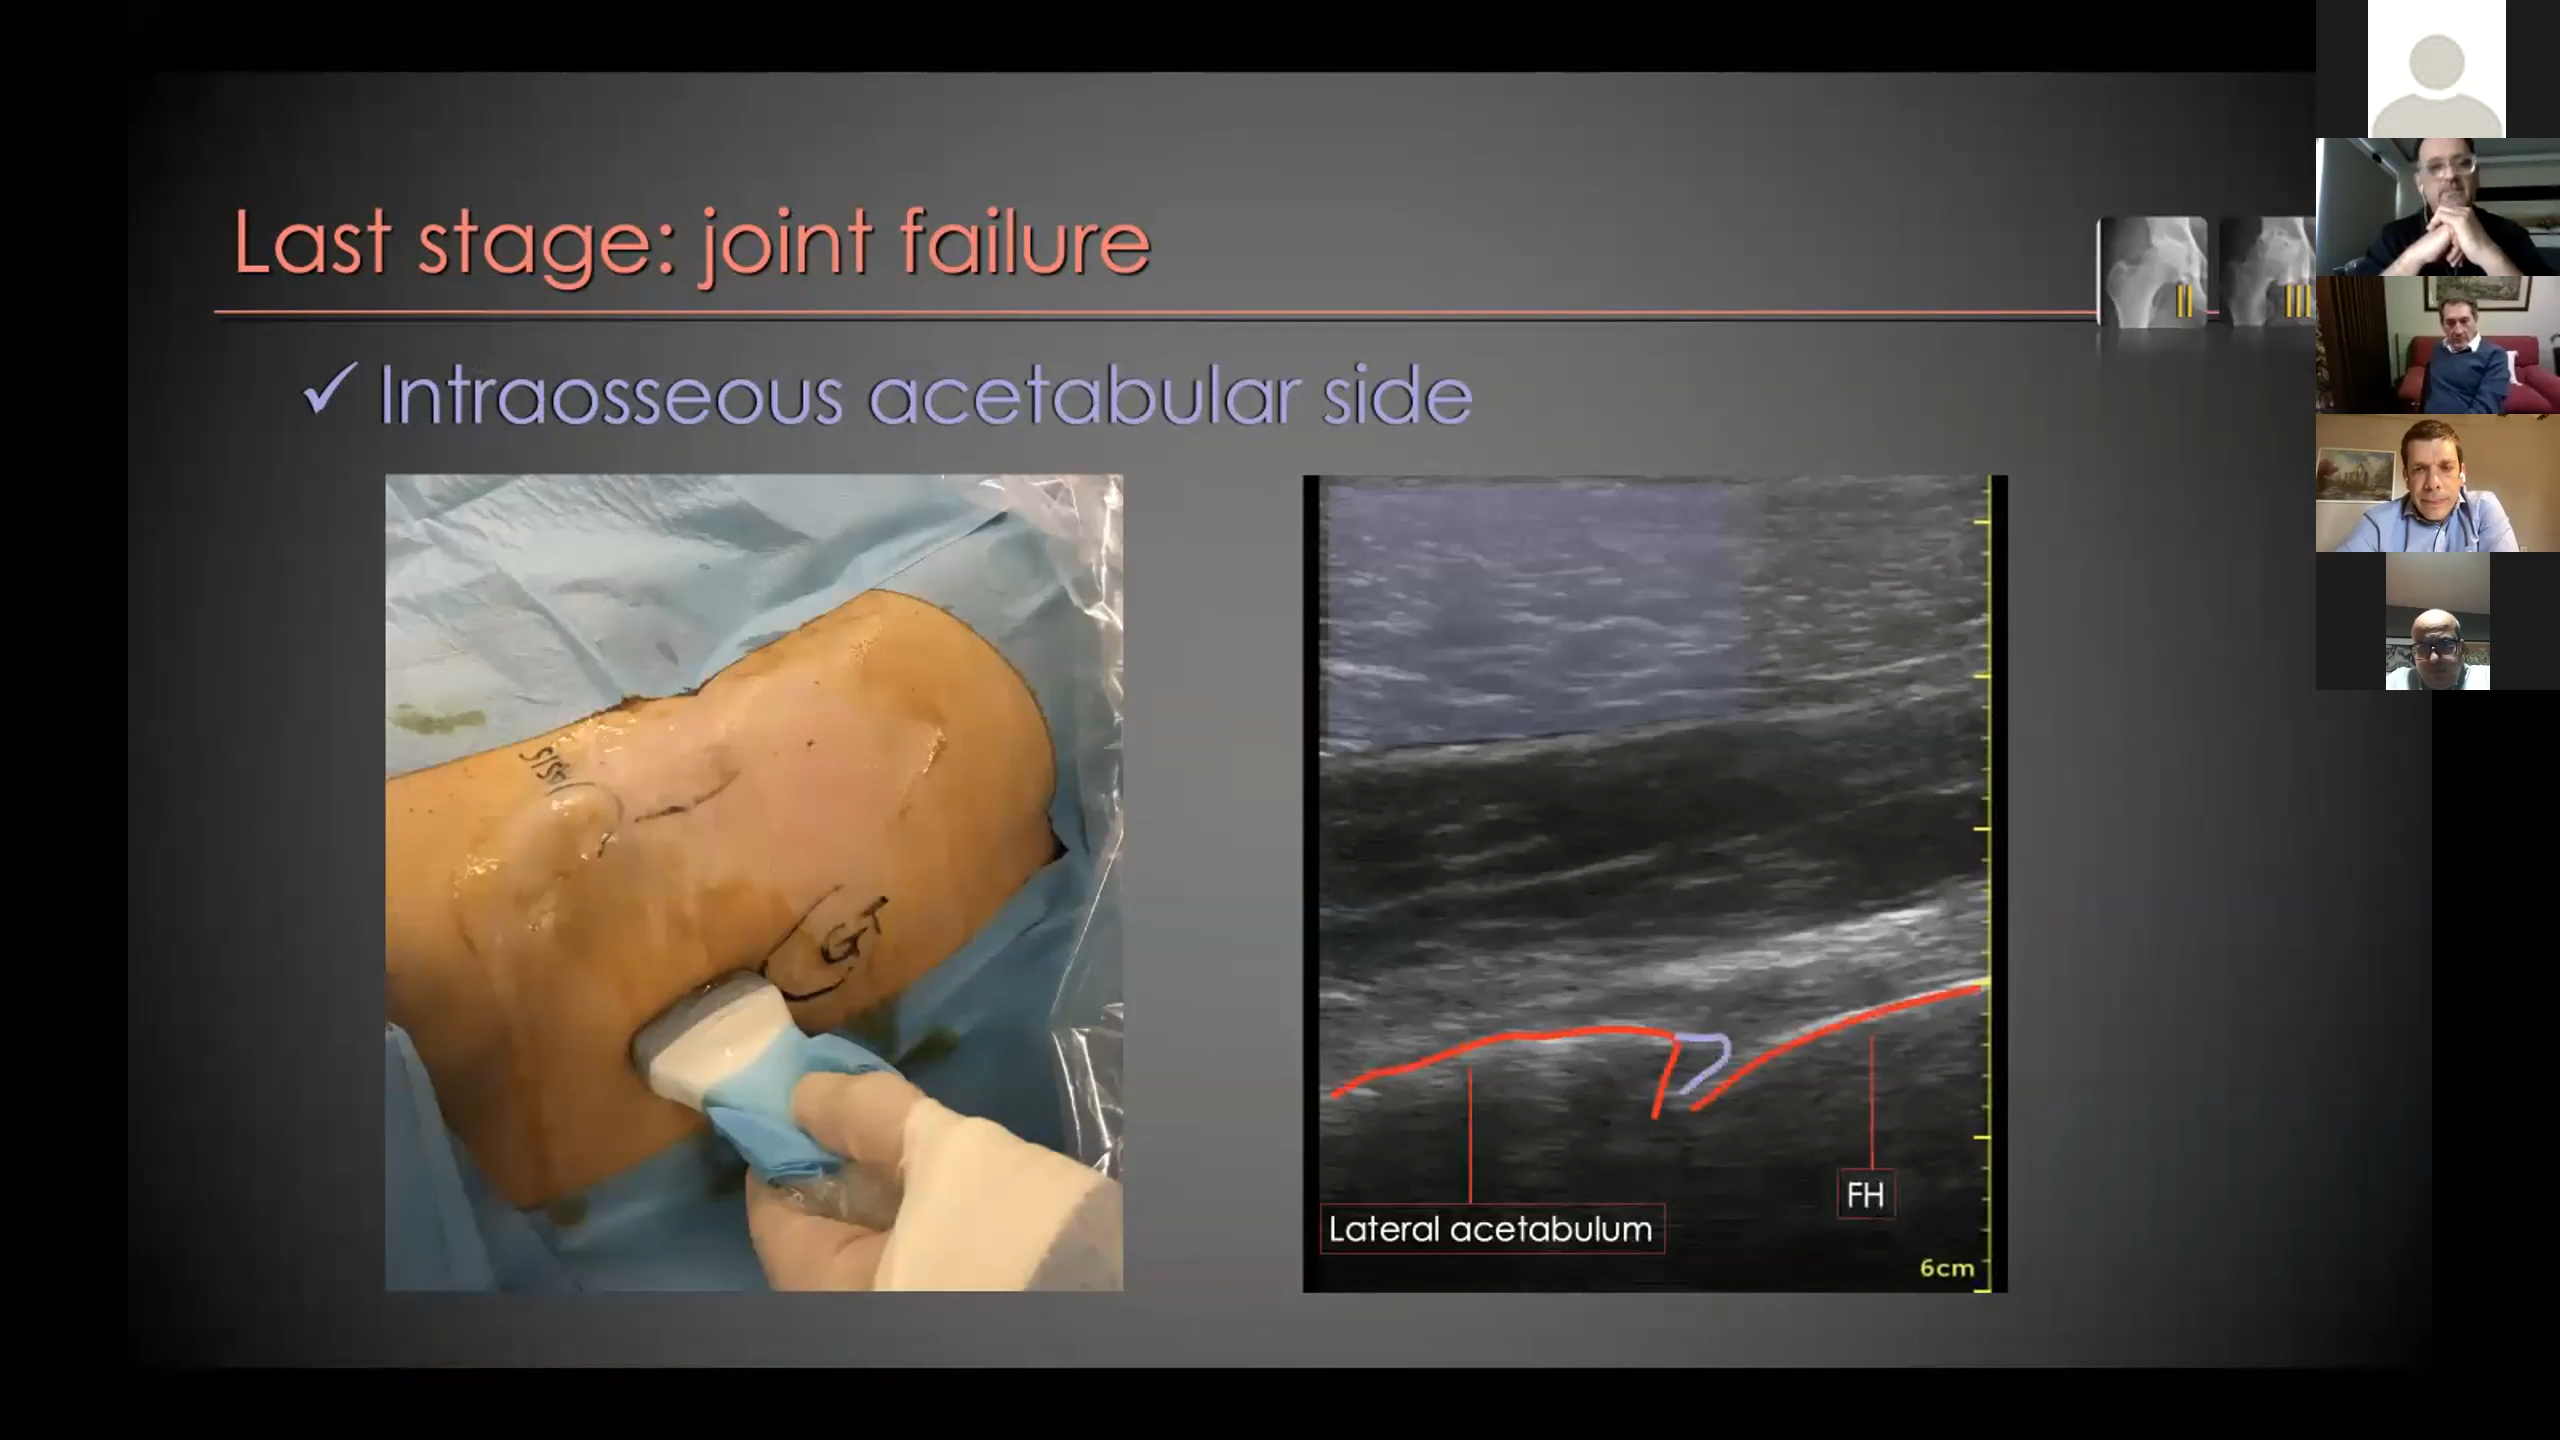 Last stage: joint failure
II
III
✓ Intraosseous acetabular side
ASIS
GT
Lateral acetabulum
FH
6cm